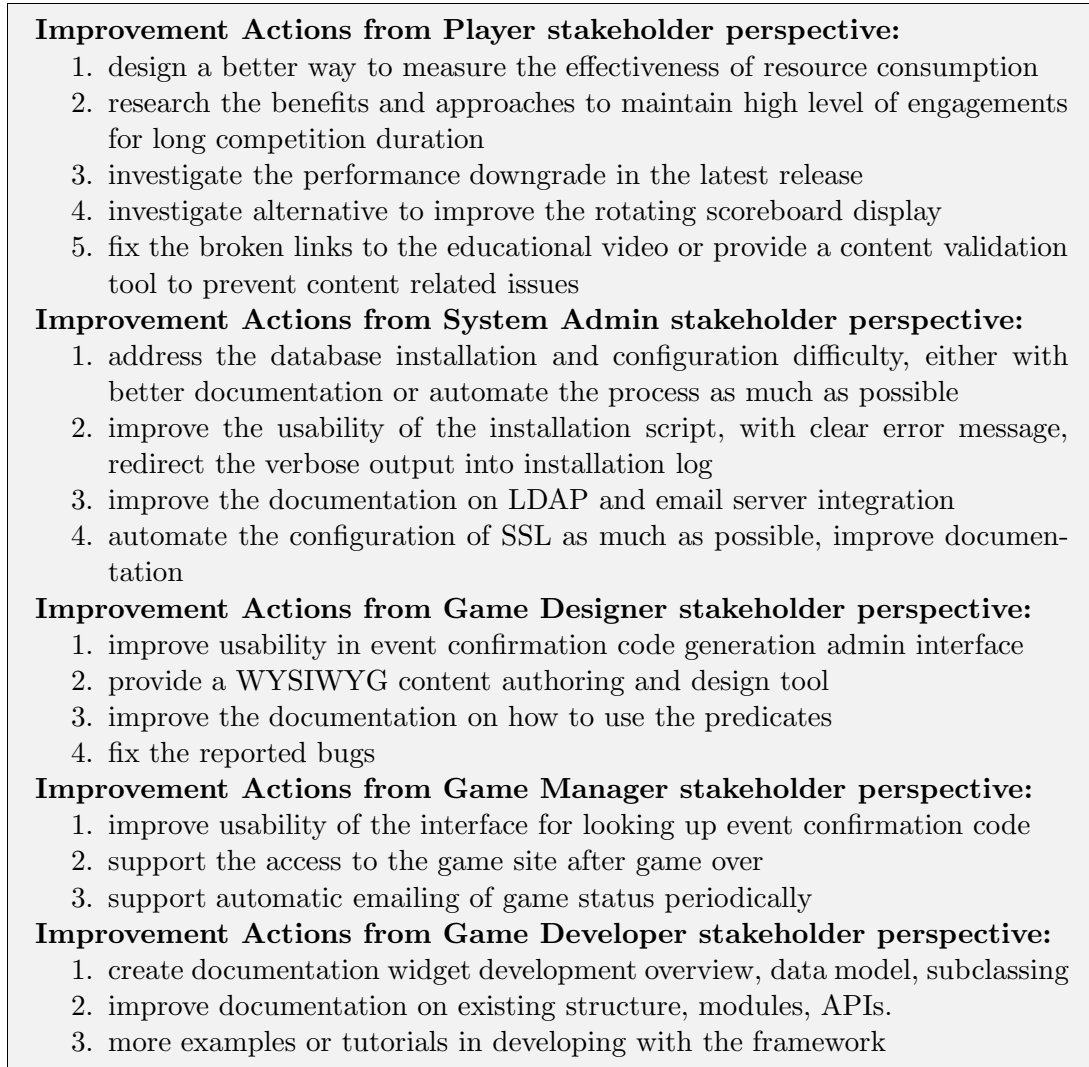 Improvement Actions from Player stakeholder perspective:
1. design a better way to measure the effectiveness of resource consumption
2. research the benefits and approaches to maintain high level of engagements
for long competition duration
3. investigate the performance downgrade in the latest release
4. investigate alternative to improve the rotating scoreboard display
5. fix the broken links to the educational video or provide a content validation
tool to prevent content related issues
Improvement Actions from System Admin stakeholder perspective:
1. address the database installation and configuration difficulty, either with
better documentation or automate the process as much as possible
2. improve the usability of the installation script, with clear error message,
redirect the verbose output into installation log
3. improve the documentation on LDAP and email server integration
4. automate the configuration of SSL as much as possible, improve documen-
tation
Improvement Actions from Game Designer stakeholder perspective:
1. improve usability in event confirmation code generation admin interface
2. provide a WYSIWYG content authoring and design tool
3. improve the documentation on how to use the predicates
4. fix the reported bugs
Improvement Actions from Game Manager stakeholder perspective:
1. improve usability of the interface for looking up event confirmation code
2. support the access to the game site after game over
3. support automatic emailing of game status periodically
Improvement Actions from Game Developer stakeholder perspective:
1. create documentation widget development overview, data model, subclassing
2. improve documentation on existing structure, modules, APIs.
3. more examples or tutorials in developing with the framework